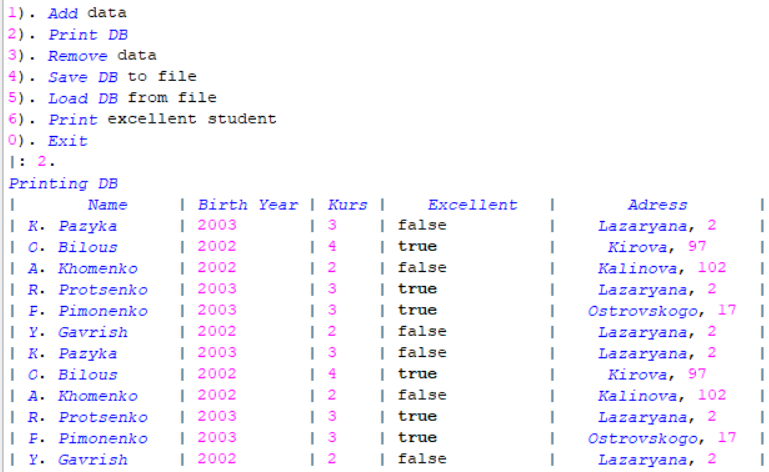 1). Add data
2). Print DB
3). Remove data
4). Save DB to file
5). Load DB from file
6). Print excellent student
0). Exit
|: 2.
Printing DB
| Name | Birth Year | Kurs | Excellent | Adress |
| K. Pazyka | 2003 | 3 | false | Lazaryana, 2 |
| O. Bilous | 2002 | 4 | true | Kirova, 97 |
| A. Khomenko | 2002 | 2 | false | Kalinova, 102 |
| R. Protsenko | 2003 | 3 | true | Lazaryana, 2 |
| P. Pimonenko | 2003 | 3 | true | Ostrovskogo, 17 |
| Y. Gavrish | 2002 | 2 | false | Lazaryana, 2 |
| K. Pazyka | 2003 | 3 | false | Lazaryana, 2 |
| O. Bilous | 2002 | 4 | true | Kirova, 97 |
| A. Khomenko | 2002 | 2 | false | Kalinova, 102 |
| R. Protsenko | 2003 | 3 | true | Lazaryana, 2 |
| P. Pimonenko | 2003 | 3 | true | Ostrovskogo, 17 |
| Y. Gavrish | 2002 | 2 | false | Lazaryana, 2 |